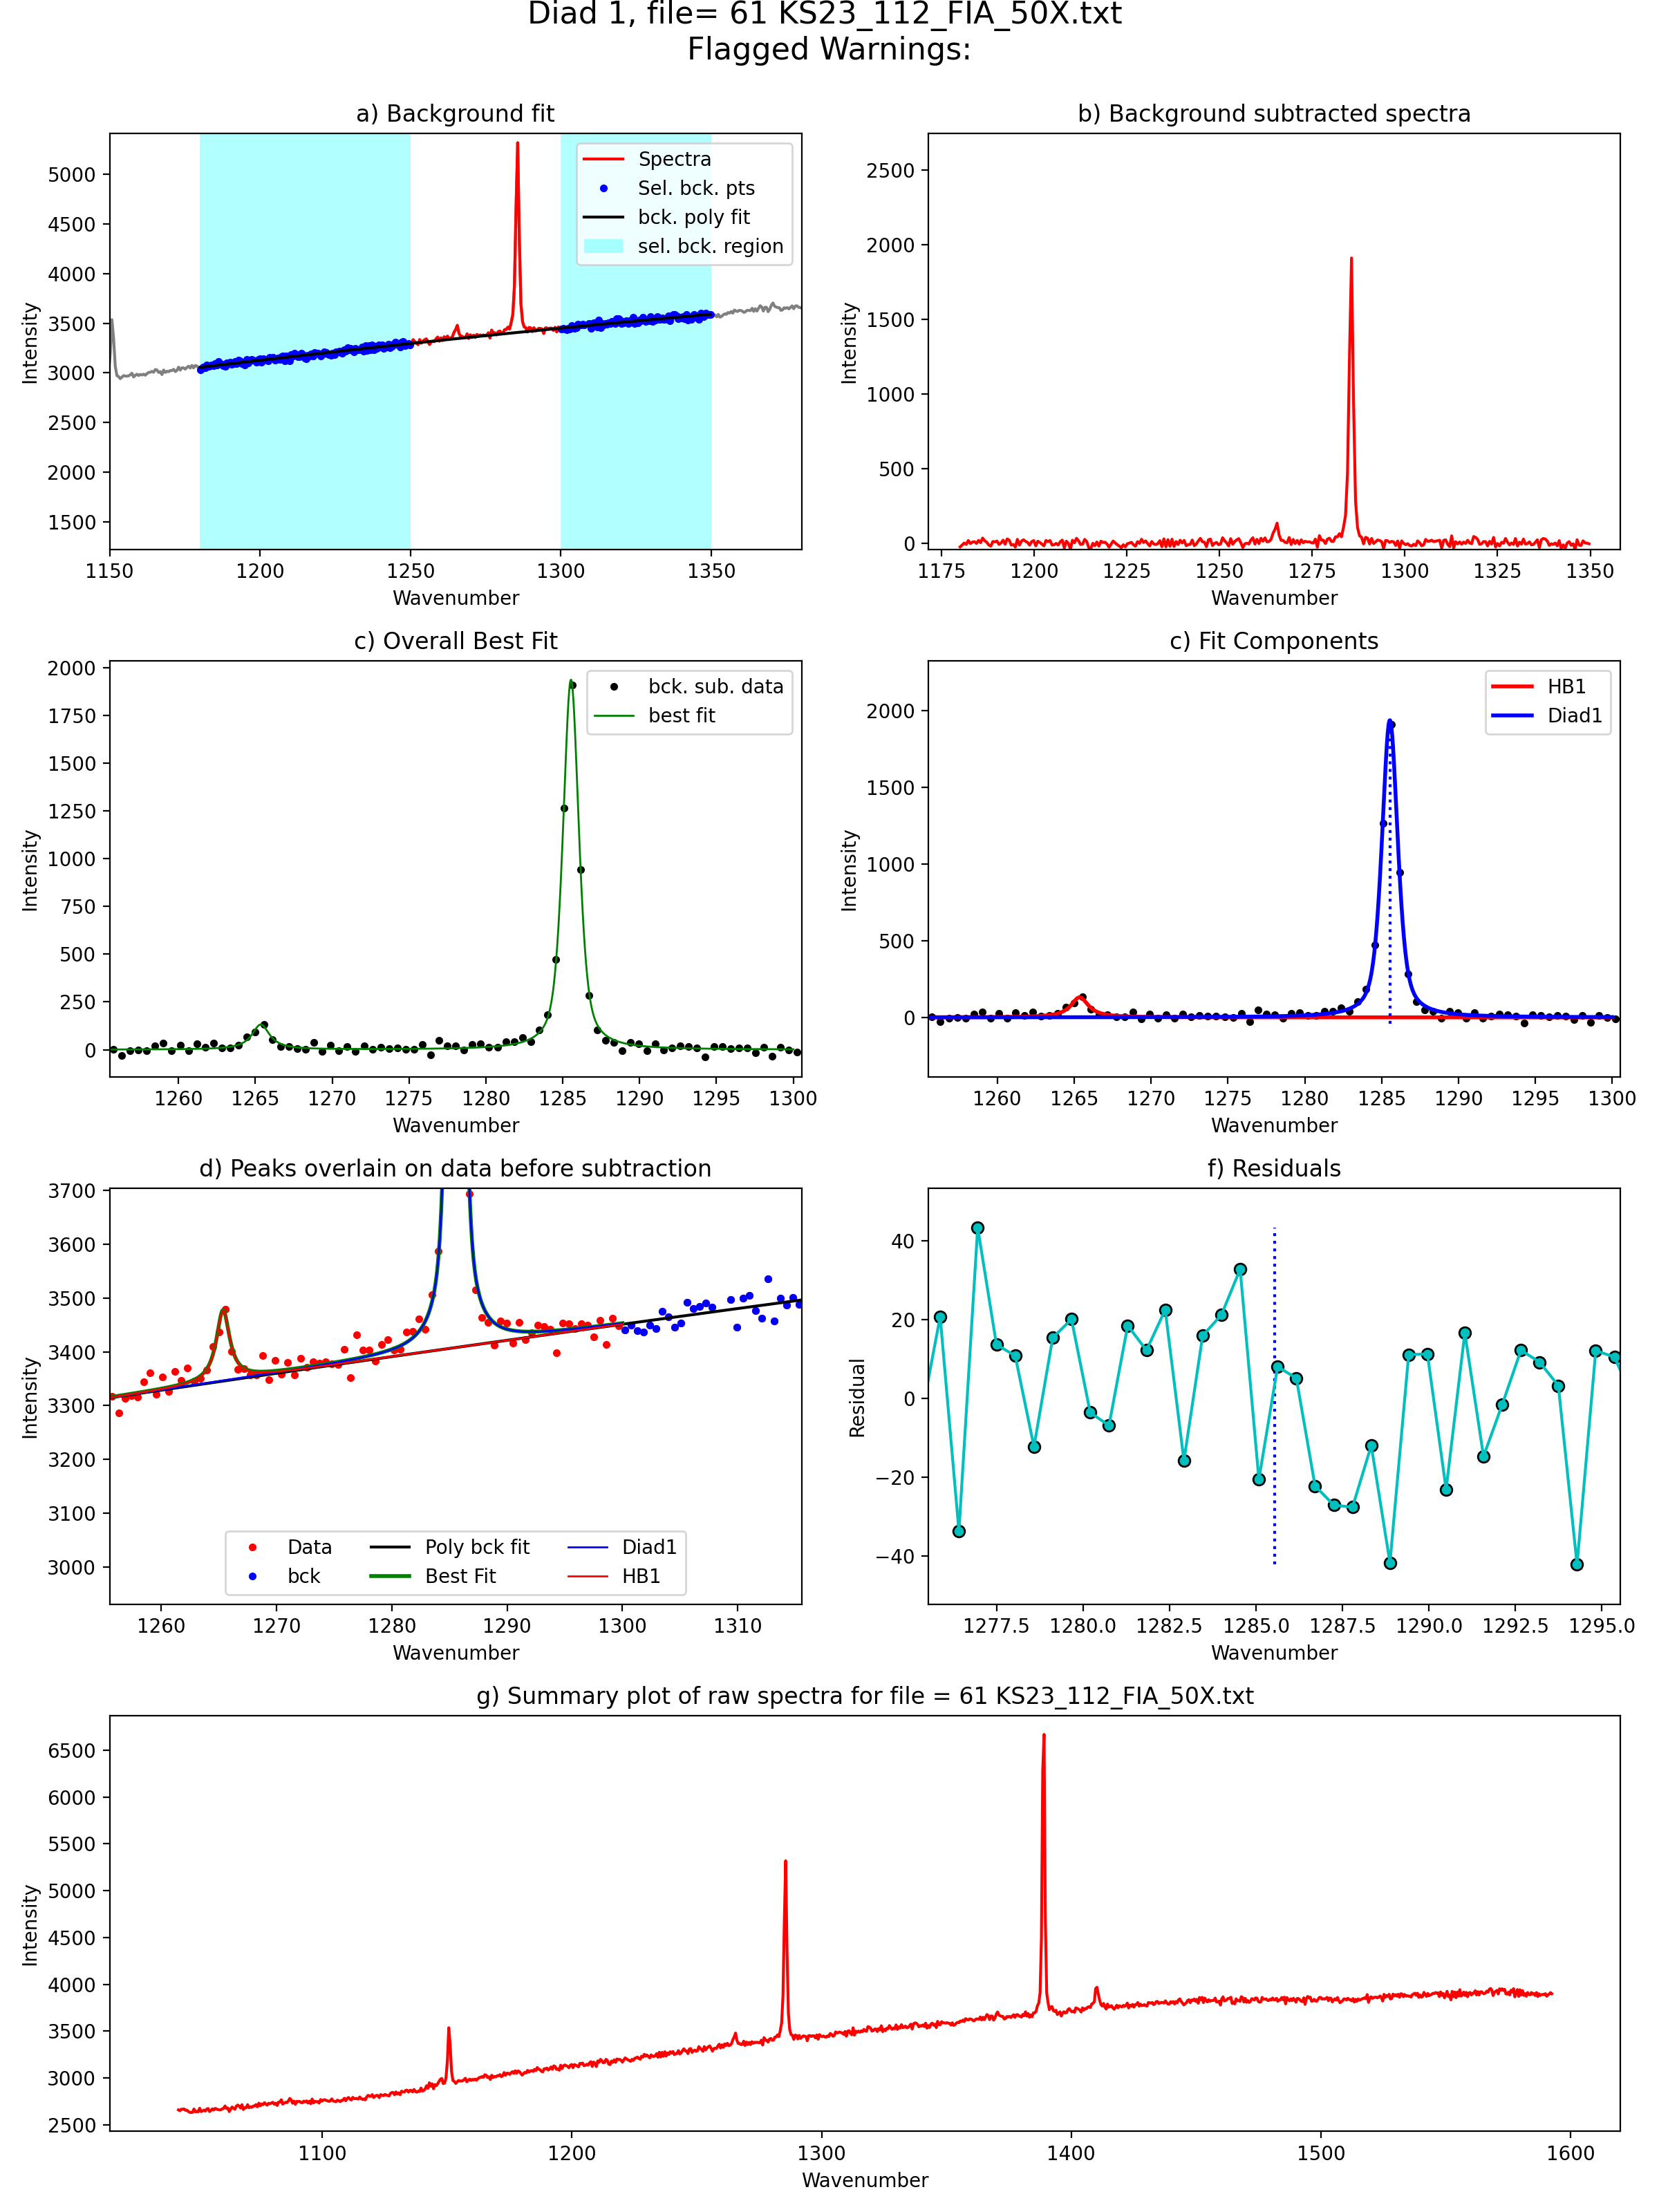 Diad 1, file= 61 KS23_112_FIA_50X.txt
Flagged Warnings:
a) Background fit
Intensity
5000
4500
4000
3500
3000
2500
2000
1500
Spectra
Sel. bck. pts
bck. poly fit
sel. bck. region
1150 1200 1250 1300 1350
Wavenumber
b) Background subtracted spectra
Intensity
2500
2000
1500
1000
500
0
1175 1200 1225 1250 1275 1300 1325 1350
Wavenumber
c) Overall Best Fit
Intensity
2000
1750
1500
1250
1000
750
500
250
0
bck. sub. data
best fit
1260 1265 1270 1275 1280 1285 1290 1295 1300
Wavenumber
c) Fit Components
Intensity
2000
1500
1000
500
0
HB1
Diad1
1260 1265 1270 1275 1280 1285 1290 1295 1300
Wavenumber
d) Peaks overlain on data before subtraction
Intensity
3700
3600
3500
3400
3300
3200
3100
3000
Data Poly bck fit Diad1
bck Best Fit HB1
1260 1270 1280 1290 1300 1310
Wavenumber
f) Residuals
Residual
40
20
0
−20
−40
1277.5 1280.0 1282.5 1285.0 1287.5 1290.0 1292.5 1295.0
Wavenumber
g) Summary plot of raw spectra for file = 61 KS23_112_FIA_50X.txt
Intensity
6500
6000
5500
5000
4500
4000
3500
3000
2500
1100 1200 1300 1400 1500 1600
Wavenumber